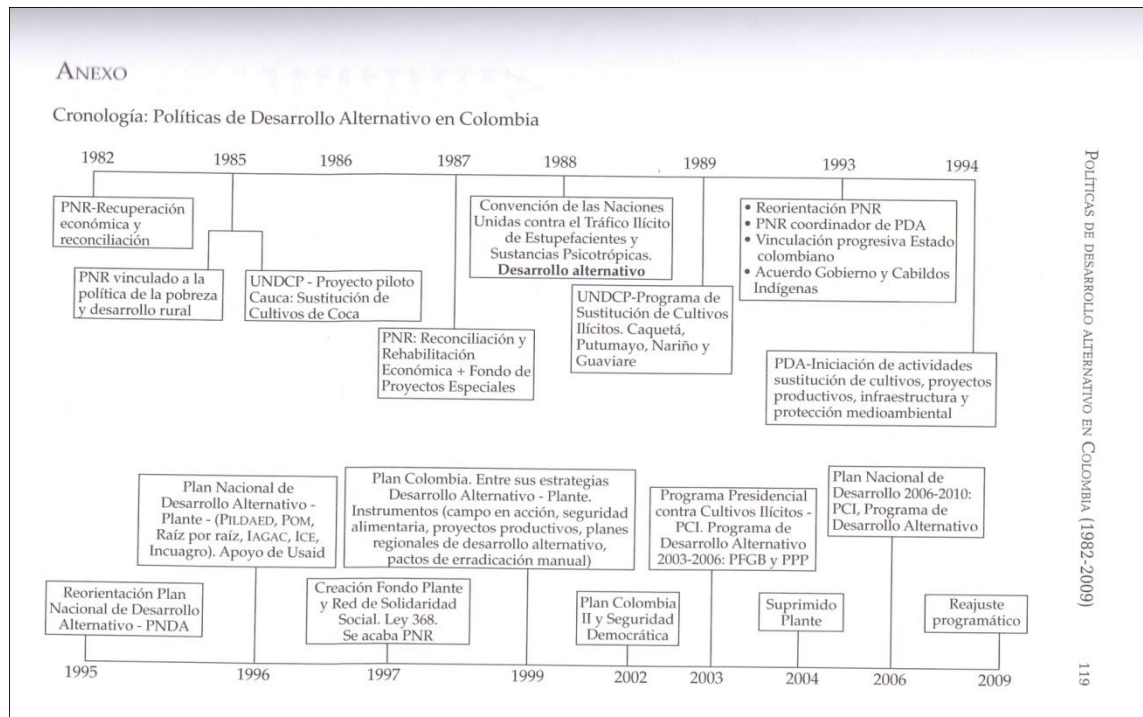 ANEXO
Cronología: Políticas de Desarrollo Alternativo en Colombia
1982
1985
1986
1987
1988
1989
1993
1994
PNR-Recuperación
económica y
reconciliación
PNR vinculado a la
política de la pobreza
y desarrollo rural
UNDCP - Proyecto piloto
Cauca: Sustitución de
Cultivos de Coca
PNR: Reconciliación y
Rehabilitación
Económica + Fondo de
Proyectos Especiales
Convención de las Naciones
Unidas contra el Tráfico Ilícito
de Estupefacientes y
Sustancias Psicotrópicas.
Desarrollo alternativo
UNDCP-Programa de
Sustitución de Cultivos
Ilícitos. Caquetá,
Putumayo, Nariño y
Guaviare
• Reorientación PNR
• PNR coordinador de PDA
• Vinculación progresiva Estado
colombiano
• Acuerdo Gobierno y Cabildos
Indígenas
PDA-Iniciación de actividades
sustitución de cultivos, proyectos
productivos, infraestructura y
protección medioambiental
Reorientación Plan
Nacional de Desarrollo
Alternativo - PNDA
Plan Nacional de
Desarrollo Alternativo -
Plante - (PILDAED, POM,
Raíz por raíz, IAGAC, ICE,
Incuagro). Apoyo de Usaid
Creación Fondo Plante
y Red de Solidaridad
Social. Ley 368.
Se acaba PNR
Plan Colombia. Entre sus estrategias
Desarrollo Alternativo - Plante.
Instrumentos (campo en acción, seguridad
alimentaria, proyectos productivos, planes
regionales de desarrollo alternativo,
pactos de erradicación manual)
Plan Colombia
II y Seguridad
Democrática
Programa Presidencial
contra Cultivos Ilícitos -
PCI. Programa de
Desarrollo Alternativo
2003-2006: PFGB y PPP
Suprimido
Plante
Plan Nacional de
Desarrollo 2006-2010:
PCI, Programa de
Desarrollo Alternativo
Reajuste
programático
1995
1996
1997
1999
2002
2003
2004
2006
2009
POLÍTICAS DE DESARROLLO ALTERNATIVO EN COLOMBIA (1982-2009)
119